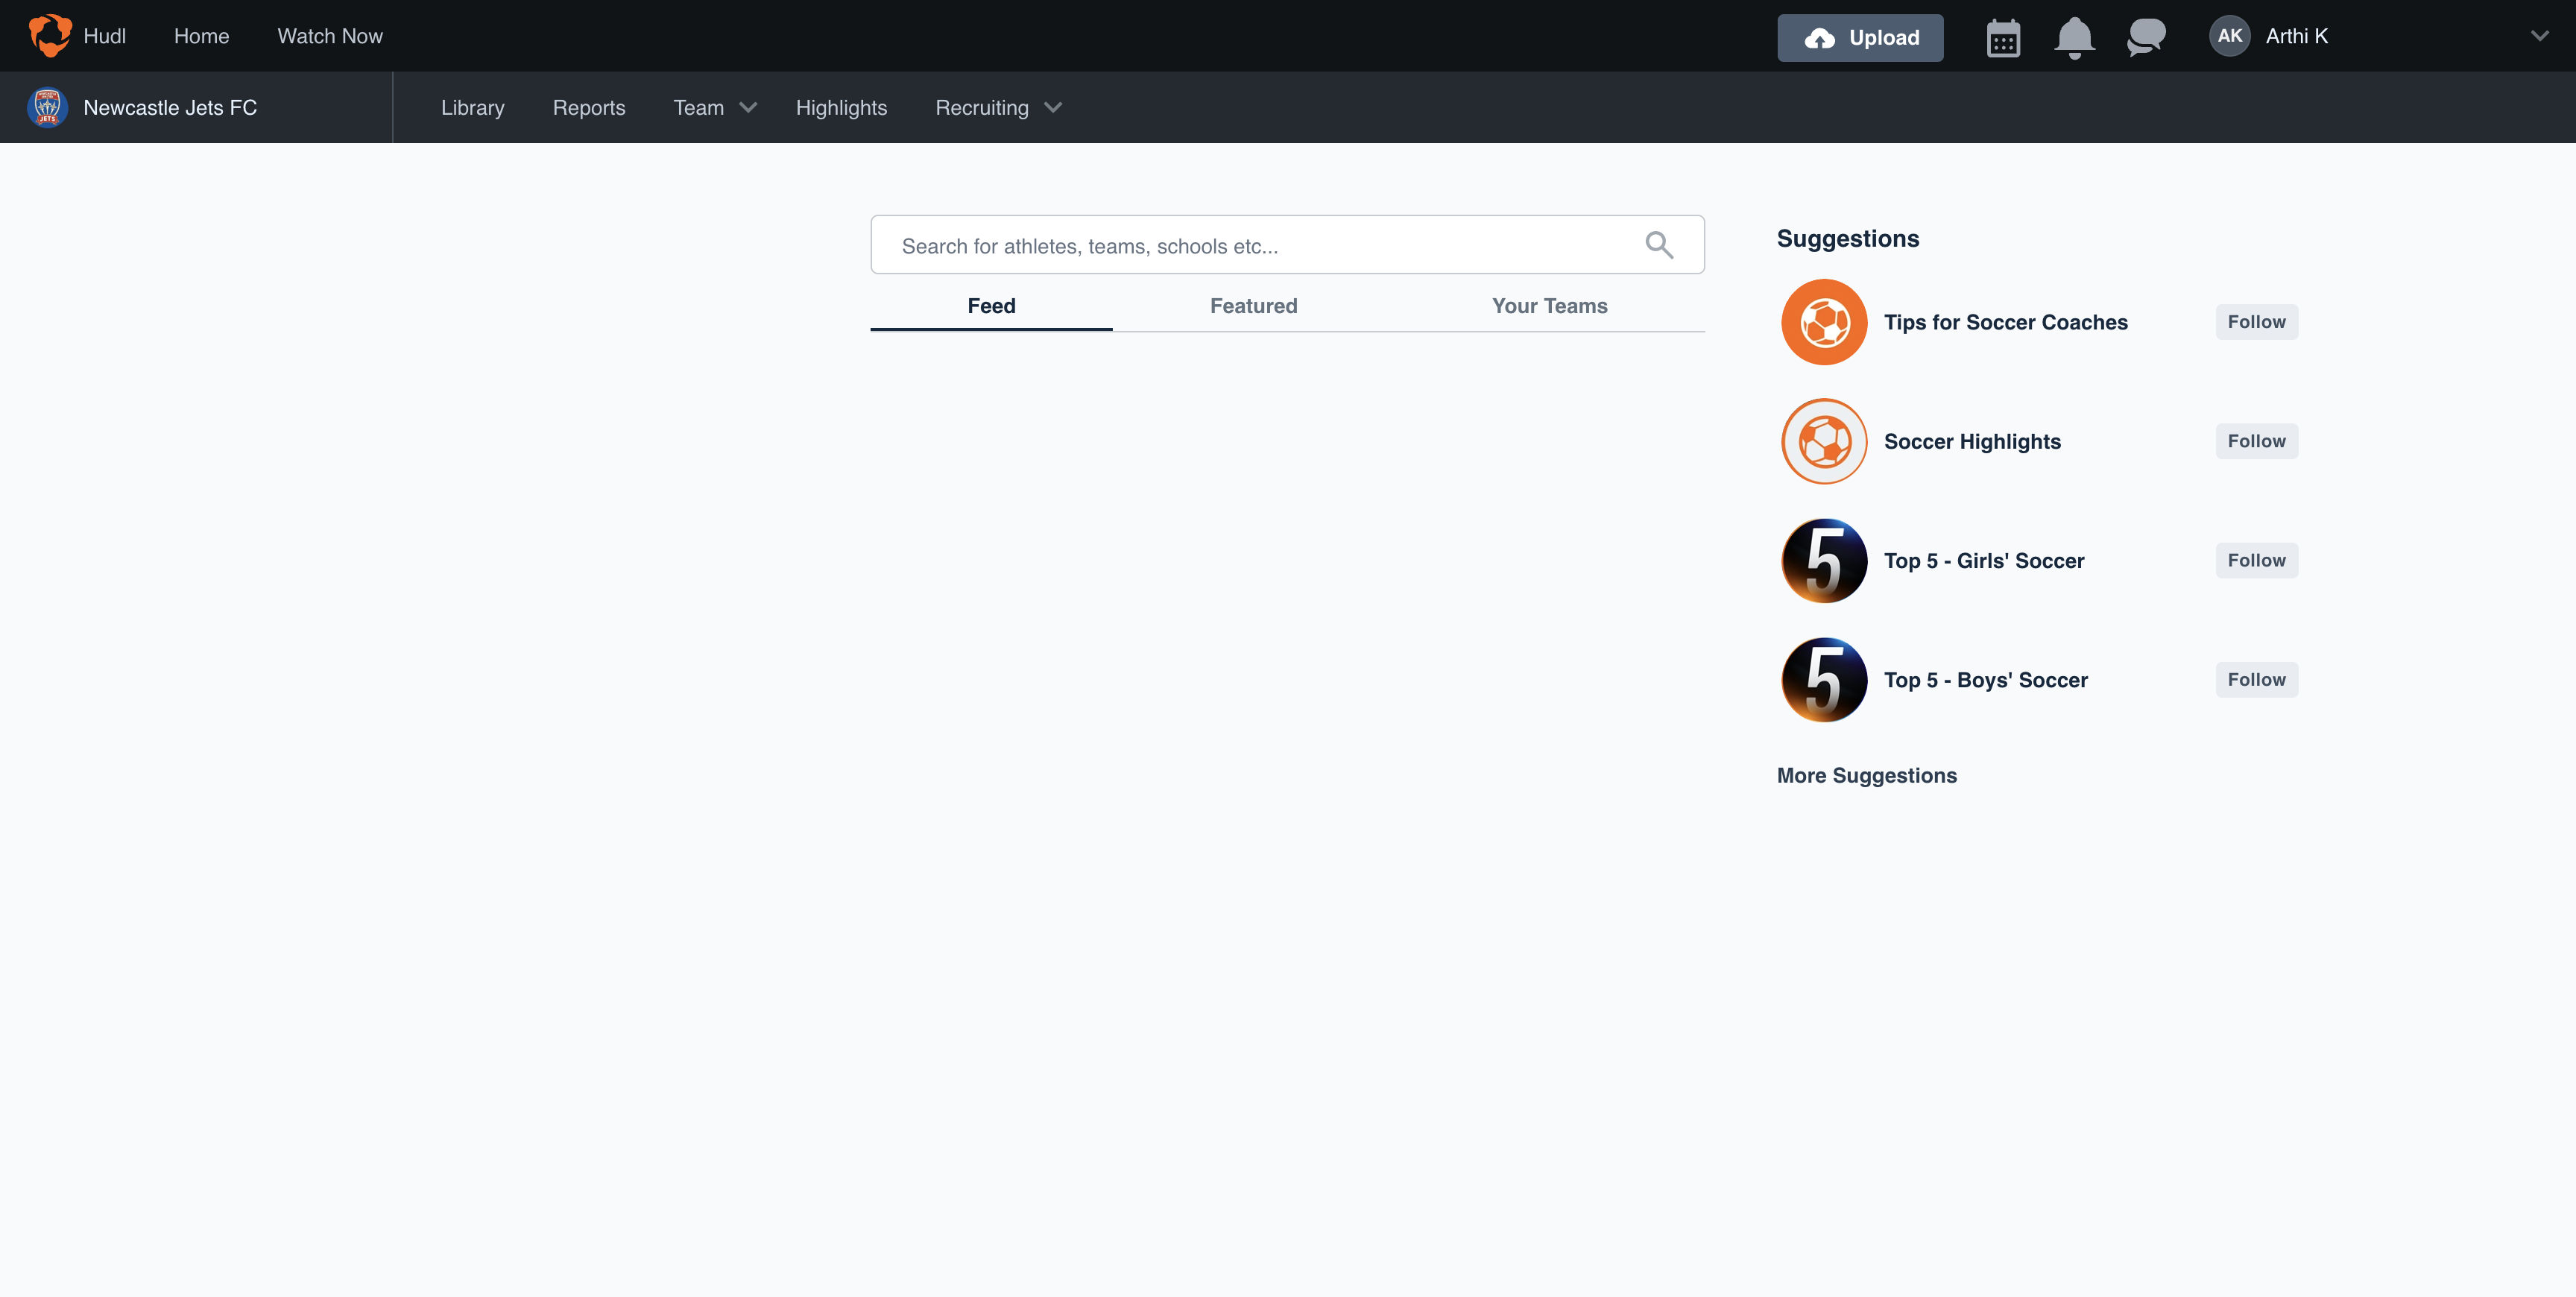 Hudl Home Watch Now Upload AK Arthi K
JETS Newcastle Jets FC Library Reports Team Highlights Recruiting
Search for athletes, teams, schools etc...
Feed Featured Your Teams
Suggestions
Tips for Soccer Coaches Follow
Soccer Highlights Follow
5 Top 5 - Girls' Soccer Follow
5 Top 5 - Boys' Soccer Follow
More Suggestions